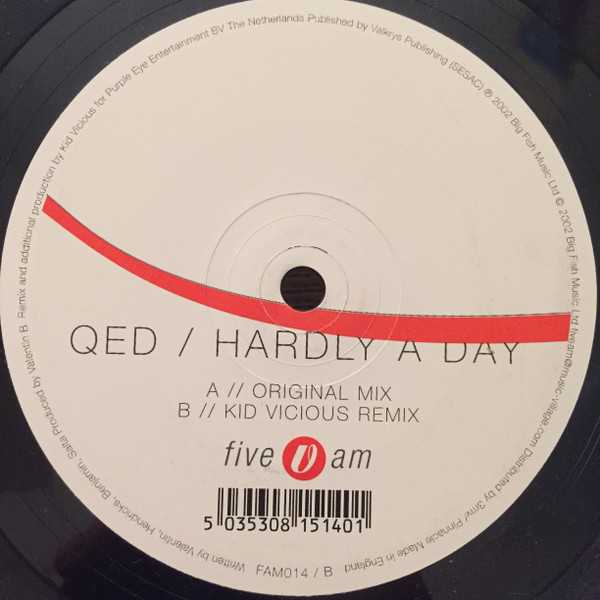 Written by Valentin, Hendricks, Benjamin, Salta Produced by Valentin B. Remix and additional production by Kid Vicious for Purple Eye Entertainment BV The Netherlands Published by Valkrys Publishing (SESAC) ℗ 2002 Big Fish Music Ltd © 2002 Big Fish Music Ltd fiveam@music-village.com Distributed by 3mv/ Pinnacle Made in England
QED / HARDLY A DAY
A // ORIGINAL MIX
B // KID VICIOUS REMIX
five am
5 035308 151401
FAM014 / B